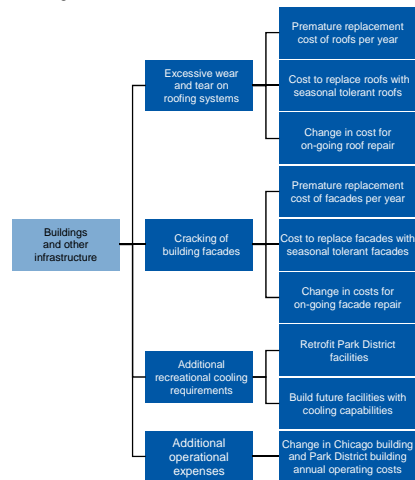 Buildings
and other
infrastructure
Excessive wear
and tear on
roofing systems
Premature replacement
cost of roofs per year
Cost to replace roofs with
seasonal tolerant roofs
Change in cost for
on-going roof repair
Cracking of
building facades
Premature replacement
cost of facades per year
Cost to replace facades with
seasonal tolerant facades
Change in costs for
on-going facade repair
Additional
recreational cooling
requirements
Retrofit Park District
facilities
Build future facilities with
cooling capabilities
Additional
operational
expenses
Change in Chicago building
and Park District building
annual operating costs